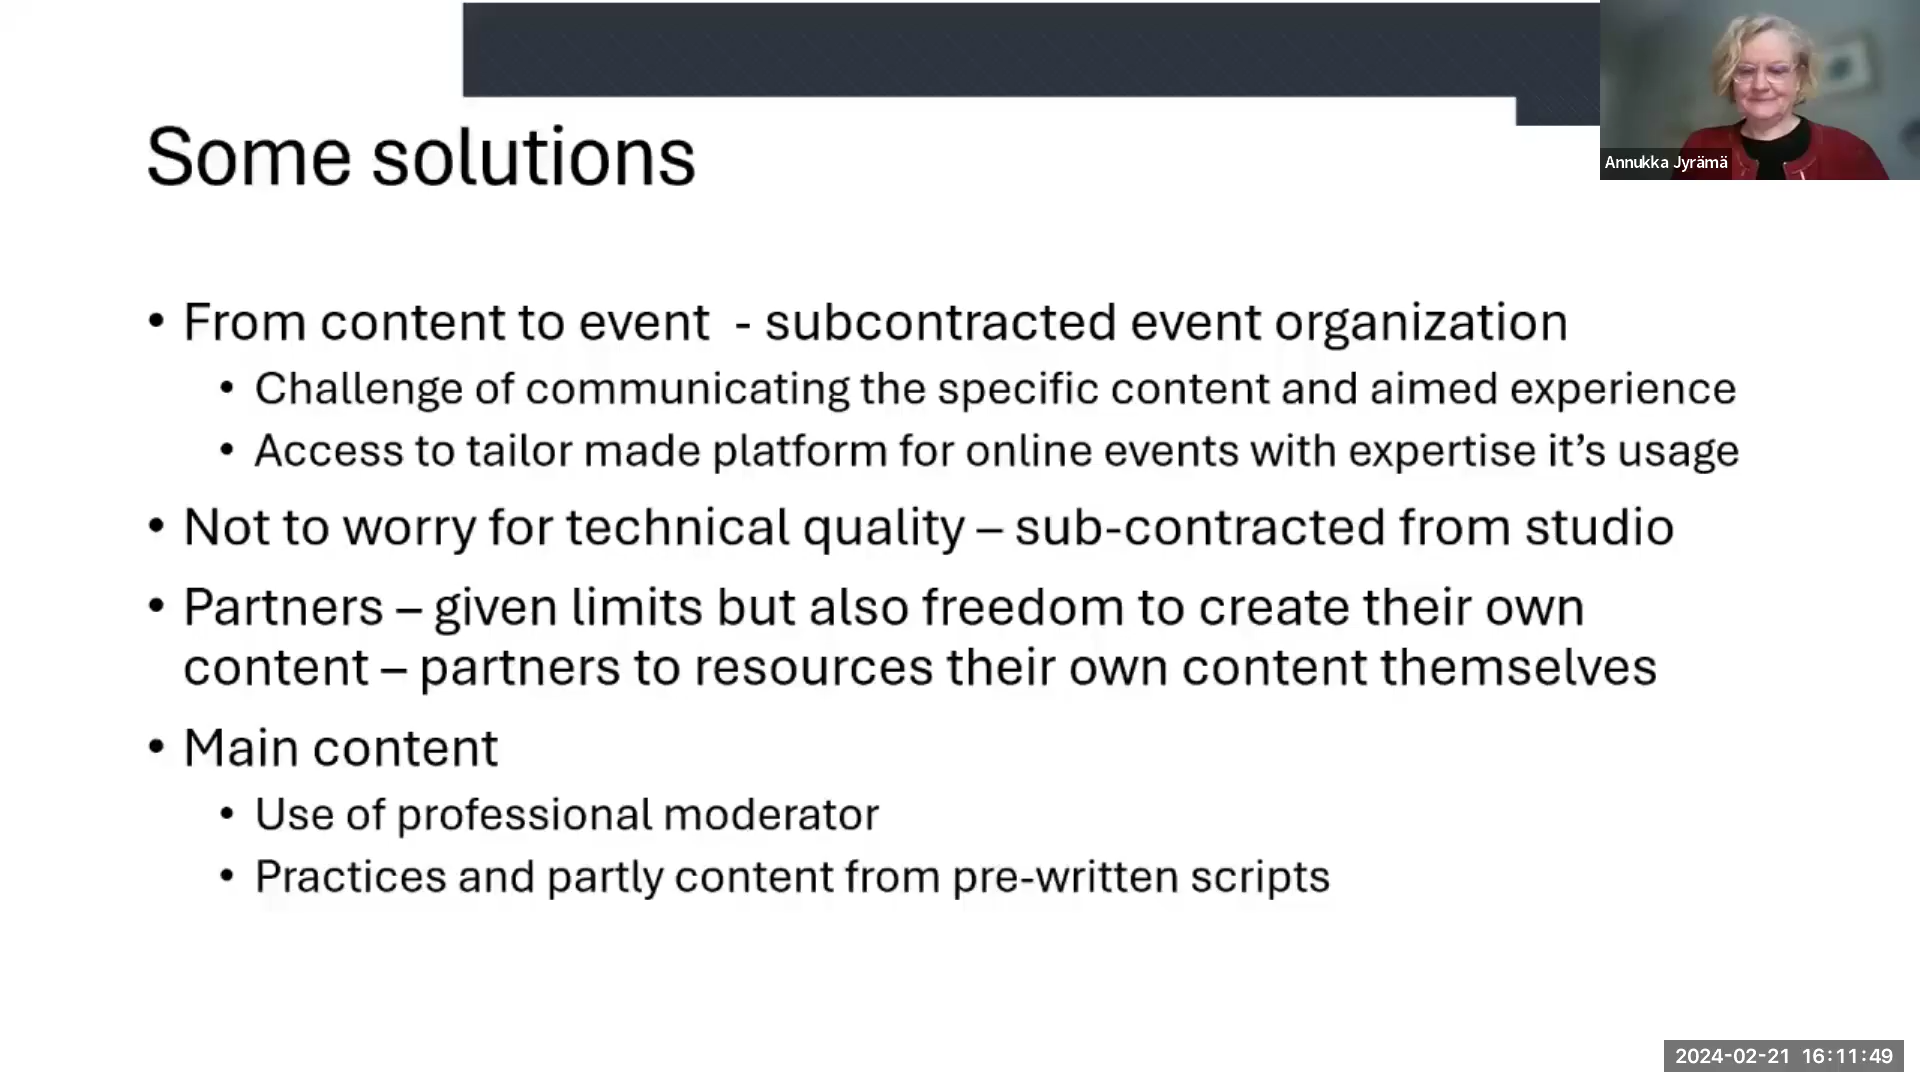 Annukka Jyrämä
Some solutions
• From content to event - subcontracted event organization
• Challenge of communicating the specific content and aimed experience
• Access to tailor made platform for online events with expertise it’s usage
• Not to worry for technical quality – sub-contracted from studio
• Partners – given limits but also freedom to create their own
content – partners to resources their own content themselves
• Main content
• Use of professional moderator
• Practices and partly content from pre-written scripts
2024-02-21 16:11:49